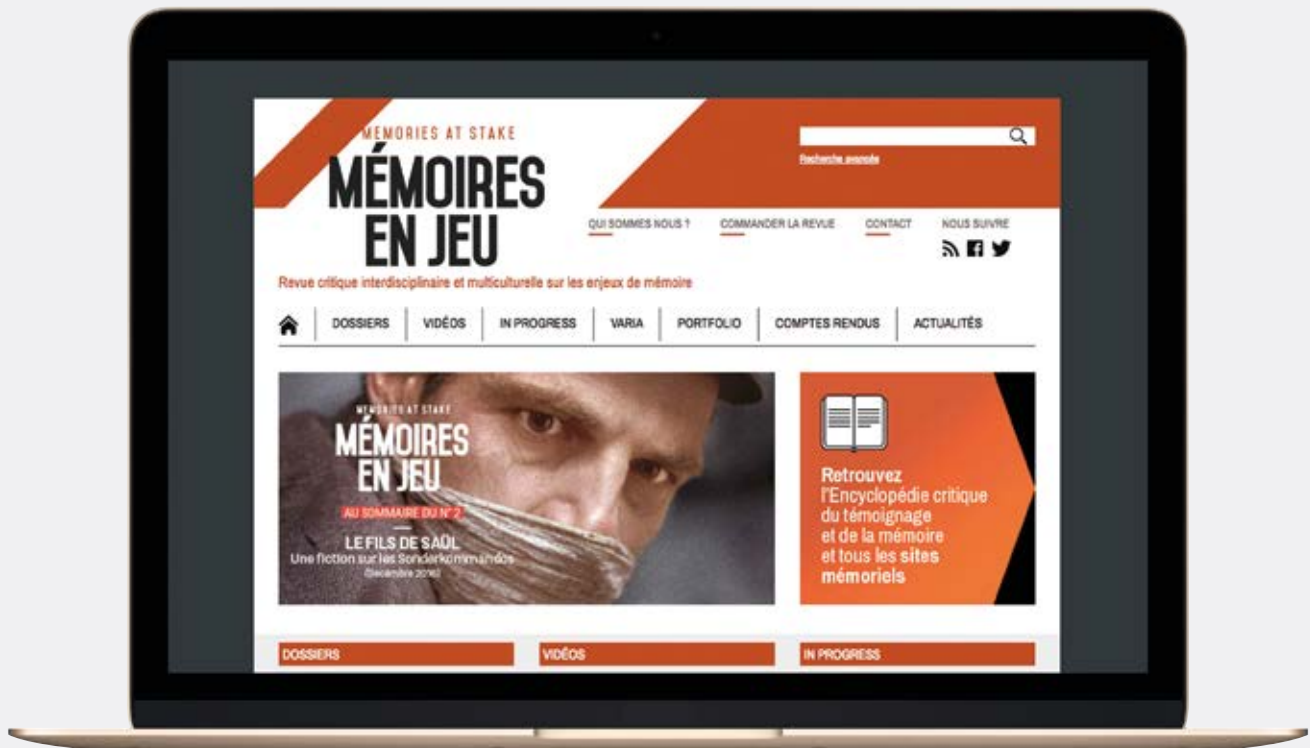 MEMORIES AT STAKE
MÉMOIRES
EN JEU
Revue critique interdisciplinaire et multiculturelle sur les enjeux de mémoire
Recherche avancée
QUI SOMMES NOUS ? COMMANDER LA REVUE CONTACT NOUS SUIVRE
DOSSIERS VIDÉOS IN PROGRESS VARIA PORTFOLIO COMPTES RENDUS ACTUALITÉS
MEMORIES AT STAKE
MÉMOIRES
EN JEU
AU SOMMAIRE DU N° 2
LE FILS DE SAÜL
Une fiction sur les Sonderkommandos
(Décembre 2016)
Retrouvez
l'Encyclopédie critique
du témoignage
et de la mémoire
et tous les sites
mémoriels
DOSSIERS VIDÉOS IN PROGRESS